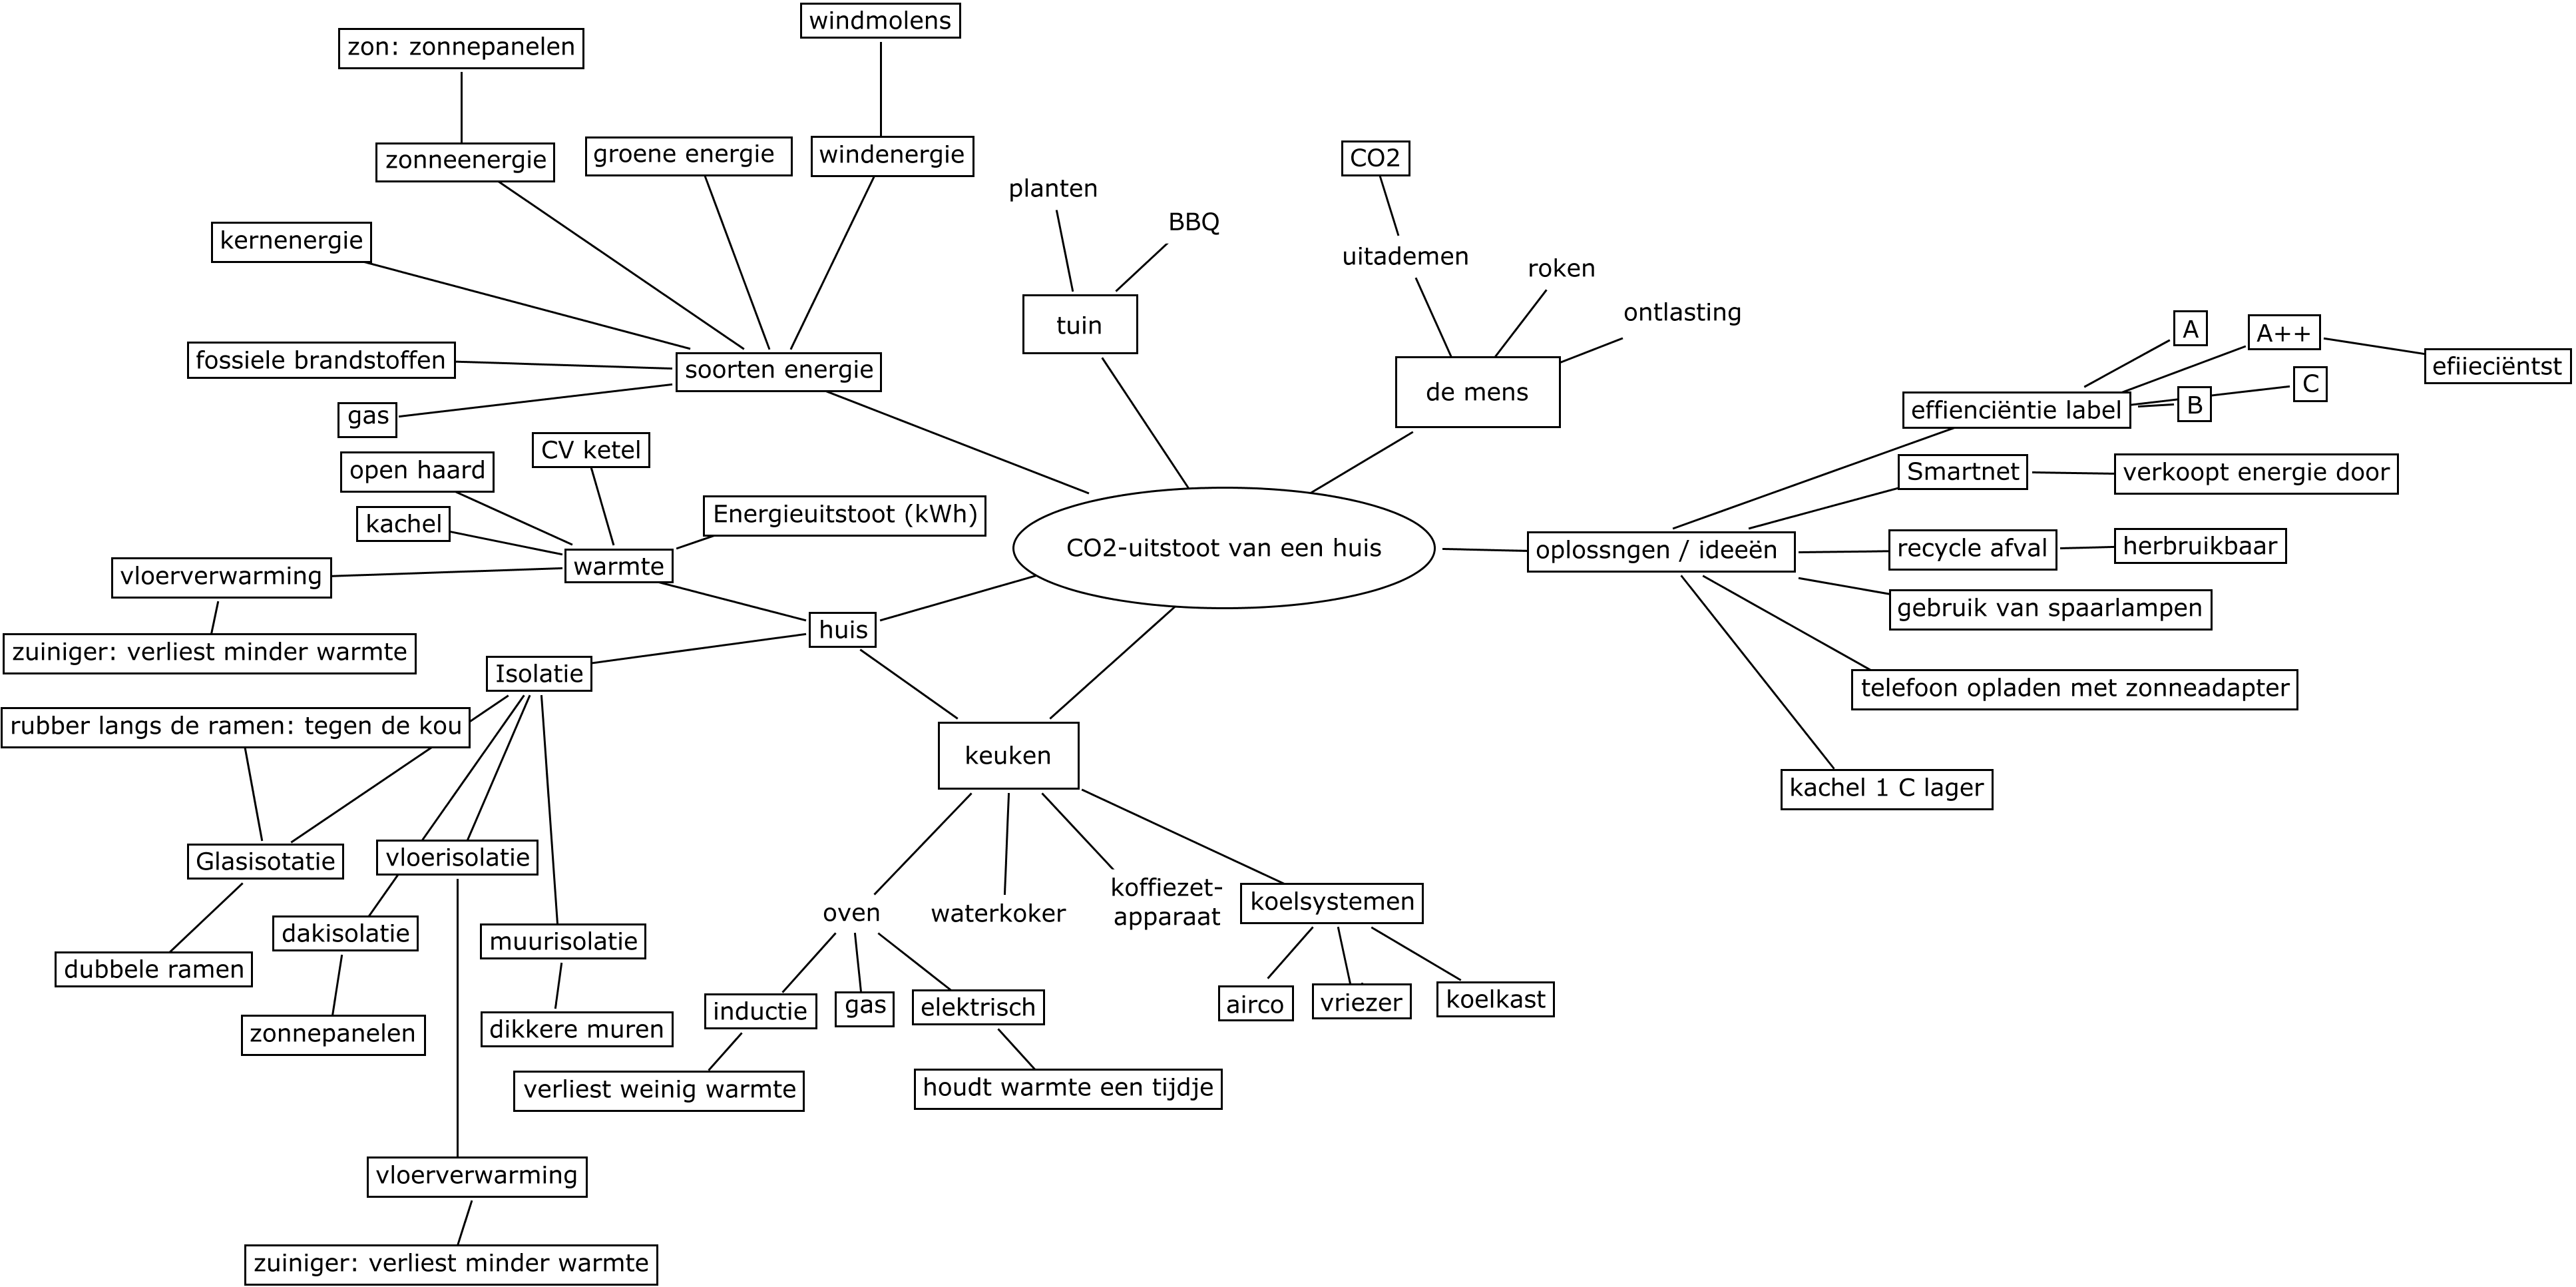 windmolens
zon: zonnepanelen
zonneenergie
groene energie
windenergie
CO2
planten
BBQ
kernenergie
uitademen
roken
ontlasting
tuin
A
A++
fossiele brandstoffen
soorten energie
efiieciëntst
C
de mens
B
effienciëntie label
gas
CV ketel
open haard
Smartnet
verkoopt energie door
Energieuitstoot (kWh)
kachel
CO2-uitstoot van een huis
oplossngen / ideeën
recycle afval
herbruikbaar
warmte
vloerverwarming
gebruik van spaarlampen
huis
zuiniger: verliest minder warmte
Isolatie
telefoon opladen met zonneadapter
rubber langs de ramen: tegen de kou
keuken
kachel 1 C lager
Glasisotatie
vloerisolatie
koffiezet-
apparaat
koelsystemen
oven
waterkoker
dakisolatie
muurisolatie
dubbele ramen
inductie
gas
elektrisch
airco
vriezer
koelkast
zonnepanelen
dikkere muren
verliest weinig warmte
houdt warmte een tijdje
vloerverwarming
zuiniger: verliest minder warmte